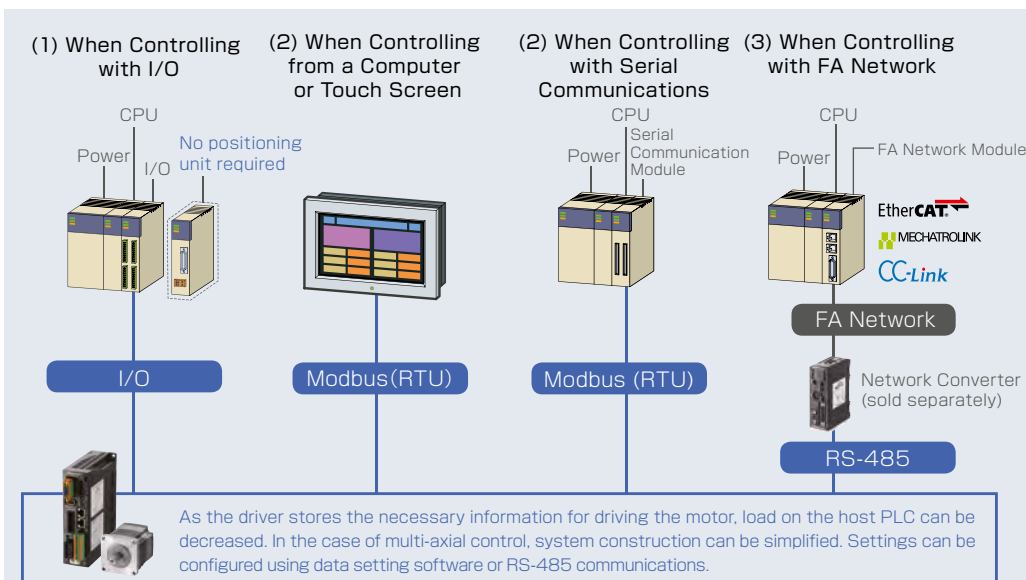 (1) When Controlling
with I/O
(2) When Controlling
from a Computer
or Touch Screen
(2) When Controlling
with Serial
Communications
(3) When Controlling
with FA Network
CPU
Power
I/O
No positioning
unit required
CPU
Power
Serial
Communication
Module
CPU
Power
FA Network Module
EtherCAT
MECHATROLINK
CC-Link
FA Network
I/O
Modbus(RTU)
Modbus (RTU)
Network Converter
(sold separately)
RS-485
As the driver stores the necessary information for driving the motor, load on the host PLC can be
decreased. In the case of multi-axial control, system construction can be simplified. Settings can be
configured using data setting software or RS-485 communications.